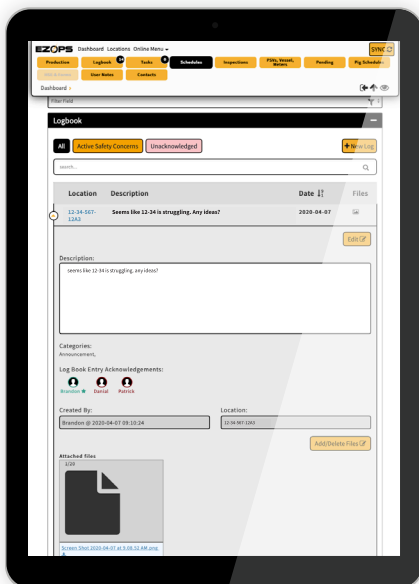 EZOPS Dashboard Locations Online Menu
SYNC
Production Logbook 14 Tasks 8 Schedules Inspections PSVs, Vessel, Meters Pending Pig Schedules
User Notes Contacts
Dashboard
Filter Field
Logbook
All Active Safety Concerns Unacknowledged + New Log
search...
Location Description Date Files
12-34-567-12A3 Seems like 12-34 is struggling. Any ideas? 2020-04-07
Edit
Description:
seems like 12-34 is struggling, any ideas?
Categories:
Announcement,
Log Book Entry Acknowledgements:
Brandon Danial Patrick
Created By: Location:
Brandon @ 2020-04-07 09:10:24 12-34-567-12A3
Add/Delete Files
Attached files
1/20
Screen Shot 2020-04-07 at 9.09.52 AM.png